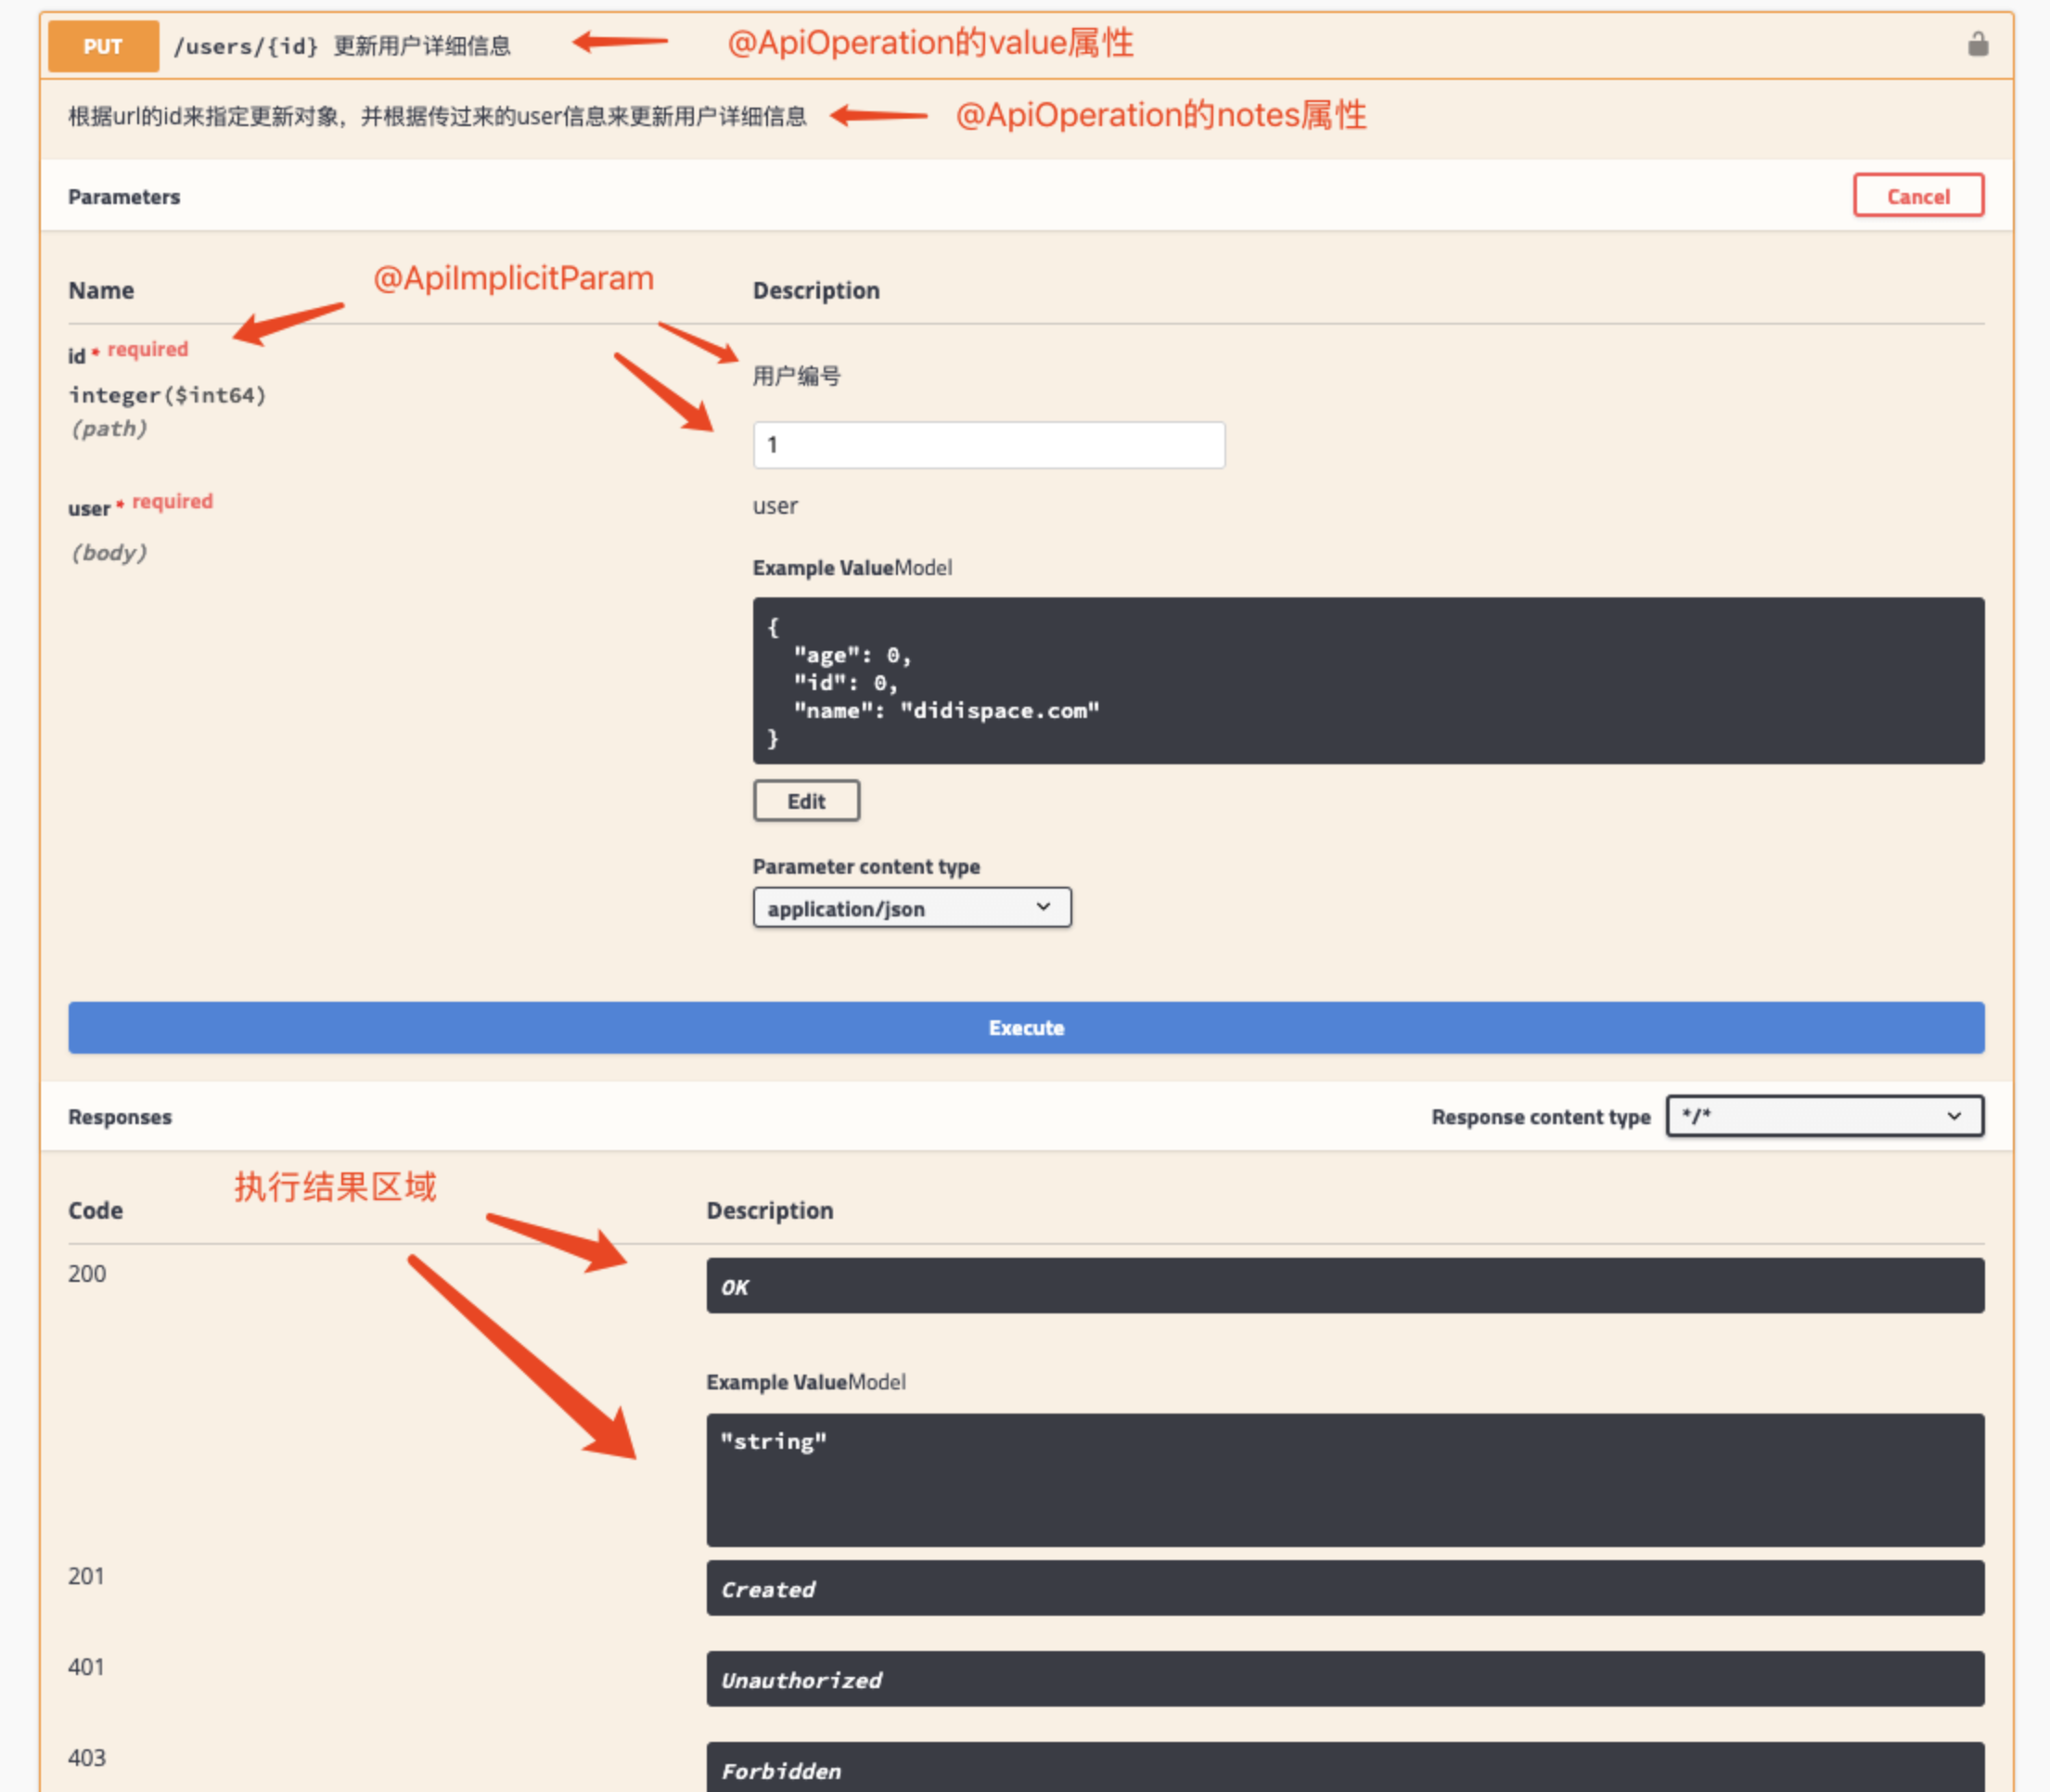 PUT /users/{id} 更新用户详细信息 @ApiOperation的value属性
根据url的id来指定更新对象，并根据传过来的user信息来更新用户详细信息 @ApiOperation的notes属性
Parameters Cancel
@ApiImplicitParam
Name Description
id * required
用户编号
integer($int64)
(path)
1
user * required
user
(body)
Example ValueModel
{
"age": 0,
"id": 0,
"name": "didispace.com"
}
Edit
Parameter content type
application/json
Execute
Responses Response content type */*
执行结果区域
Code Description
200 OK
Example ValueModel
"string"
201 Created
401 Unauthorized
403 Forbidden